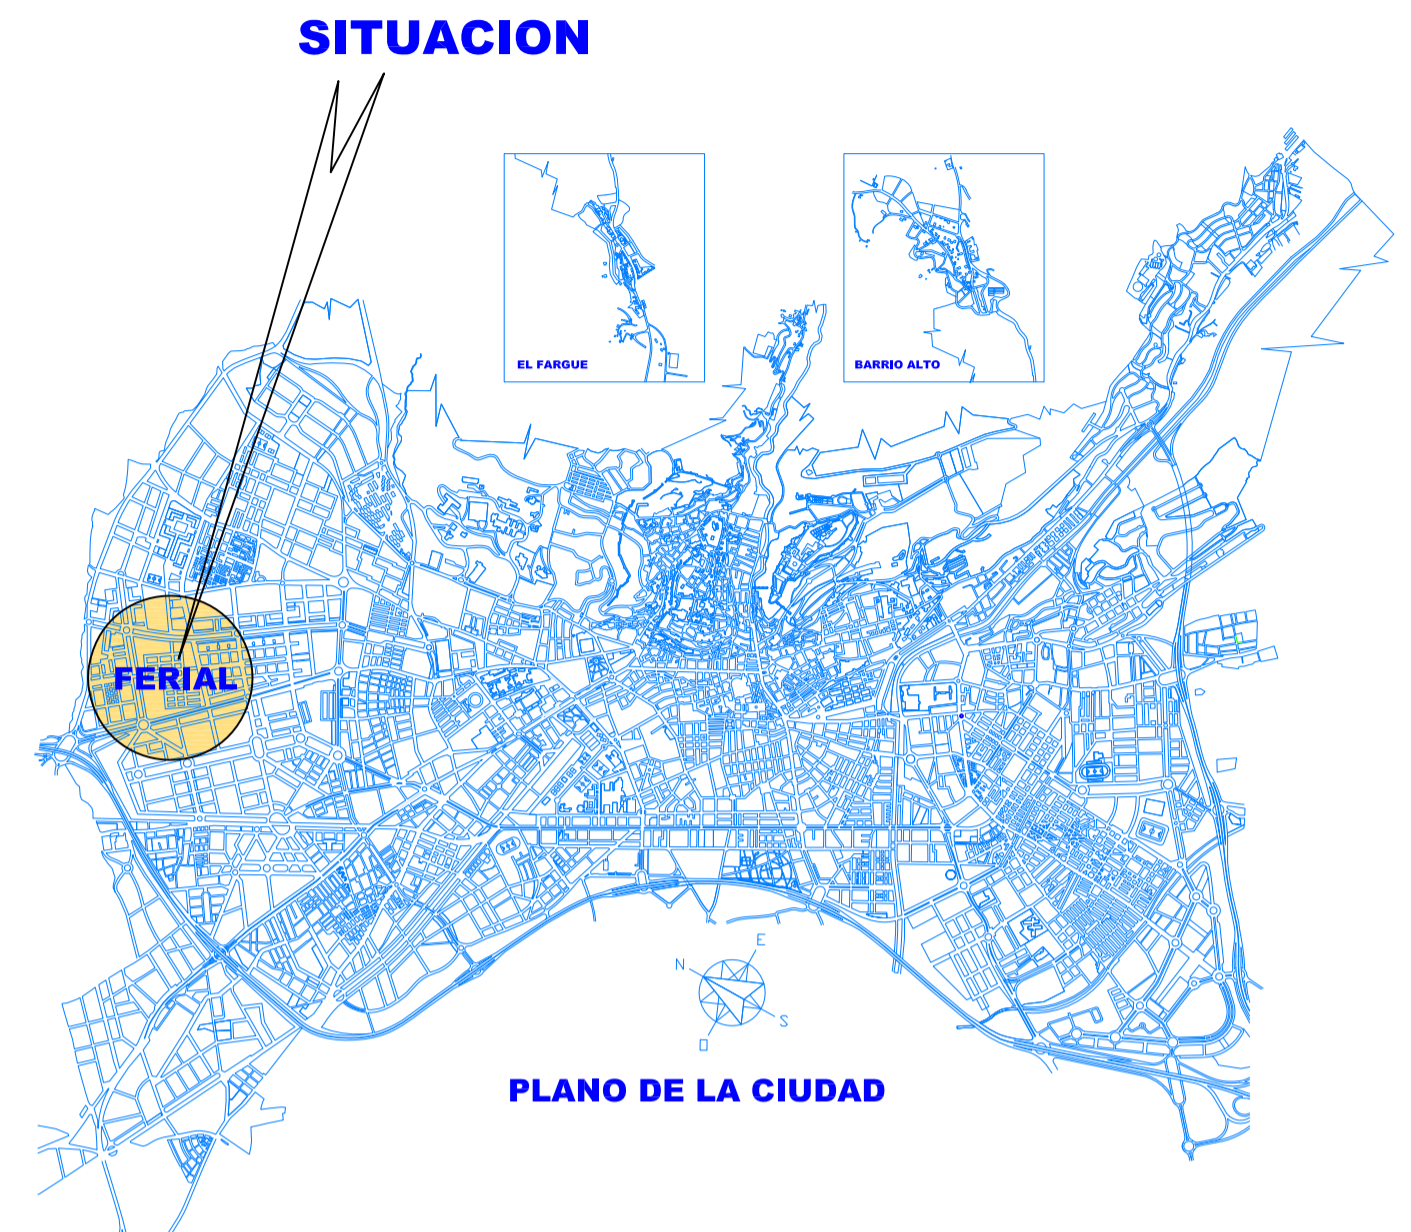 SITUACION
EL FARGUE
BARRIO ALTO
FERIAL
E
N
S
O
PLANO DE LA CIUDAD